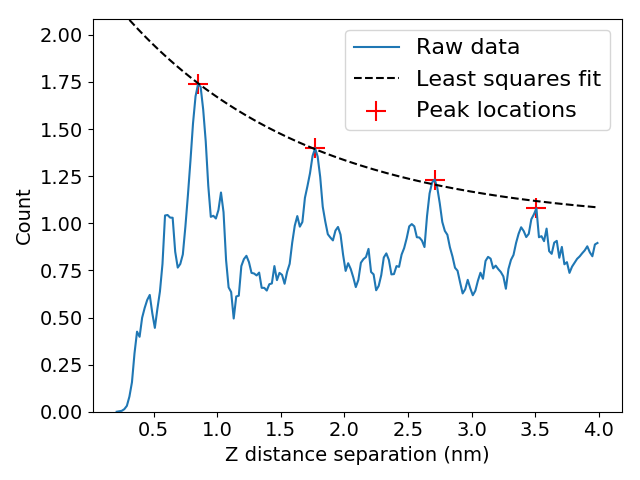 2.00
1.75
1.50
1.25
1.00
0.75
0.50
0.25
0.00
Count
Raw data
Least squares fit
Peak locations
0.5 1.0 1.5 2.0 2.5 3.0 3.5 4.0
Z distance separation (nm)